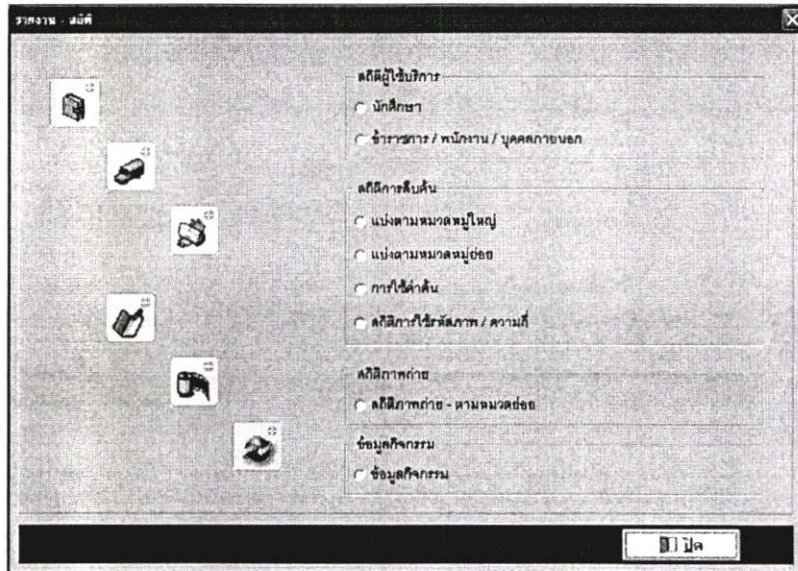 รายงาน - สถิติ
สถิติผู้ใช้บริการ
นักศึกษา
ข้าราชการ / พนักงาน / บุคคลภายนอก
สถิติการสืบค้น
แบ่งตามหมวดหมู่ใหญ่
แบ่งตามหมวดหมู่ย่อย
การใช้คำค้น
สถิติการใช้รหัสภาพ / ความถี่
สถิติภาพถ่าย
สถิติภาพถ่าย - ตามหมวดย่อย
ข้อมูลกิจกรรม
ข้อมูลกิจกรรม
ปิด